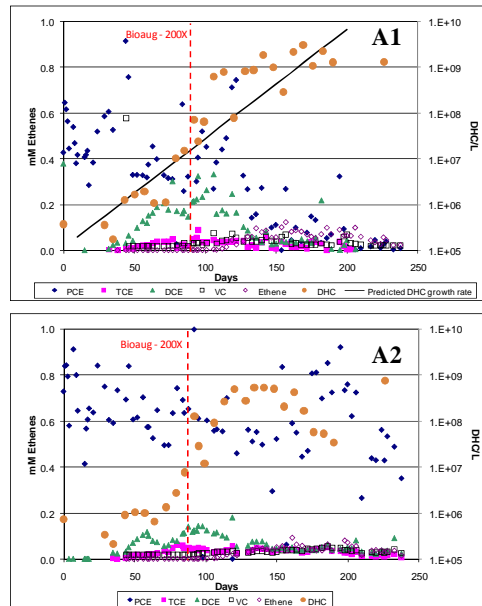 Bioaug - 200X
A1
1.0
0.8
0.6
0.4
0.2
0.0
mM Ethenes
1.E+10
1.E+09
1.E+08
1.E+07
1.E+06
1.E+05
DHC/L
0 50 100 150 200 250
Days
PCE TCE DCE VC Ethene DHC Predicted DHC growth rate
Bioaug - 200X
A2
1.0
0.8
0.6
0.4
0.2
0.0
mM Ethenes
1.E+10
1.E+09
1.E+08
1.E+07
1.E+06
1.E+05
DHC/L
0 50 100 150 200 250
Days
PCE TCE DCE VC Ethene DHC